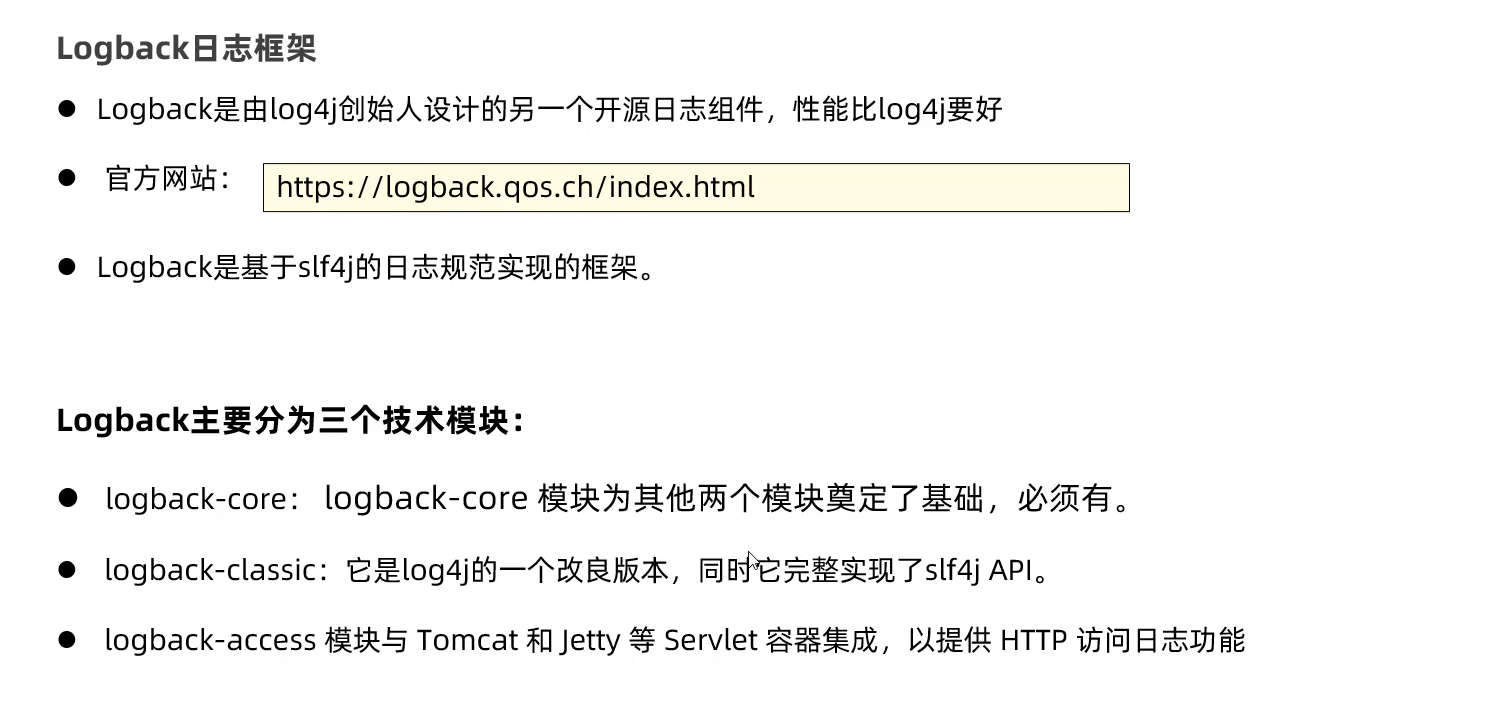 Logback日志框架
● Logback是由log4j创始人设计的另一个开源日志组件，性能比log4j要好
● 官方网站： https://logback.qos.ch/index.html
● Logback是基于slf4j的日志规范实现的框架。
Logback主要分为三个技术模块：
● logback-core： logback-core 模块为其他两个模块奠定了基础，必须有。
● logback-classic：它是log4j的一个改良版本，同时它完整实现了slf4j API。
● logback-access 模块与 Tomcat 和 Jetty 等 Servlet 容器集成，以提供 HTTP 访问日志功能